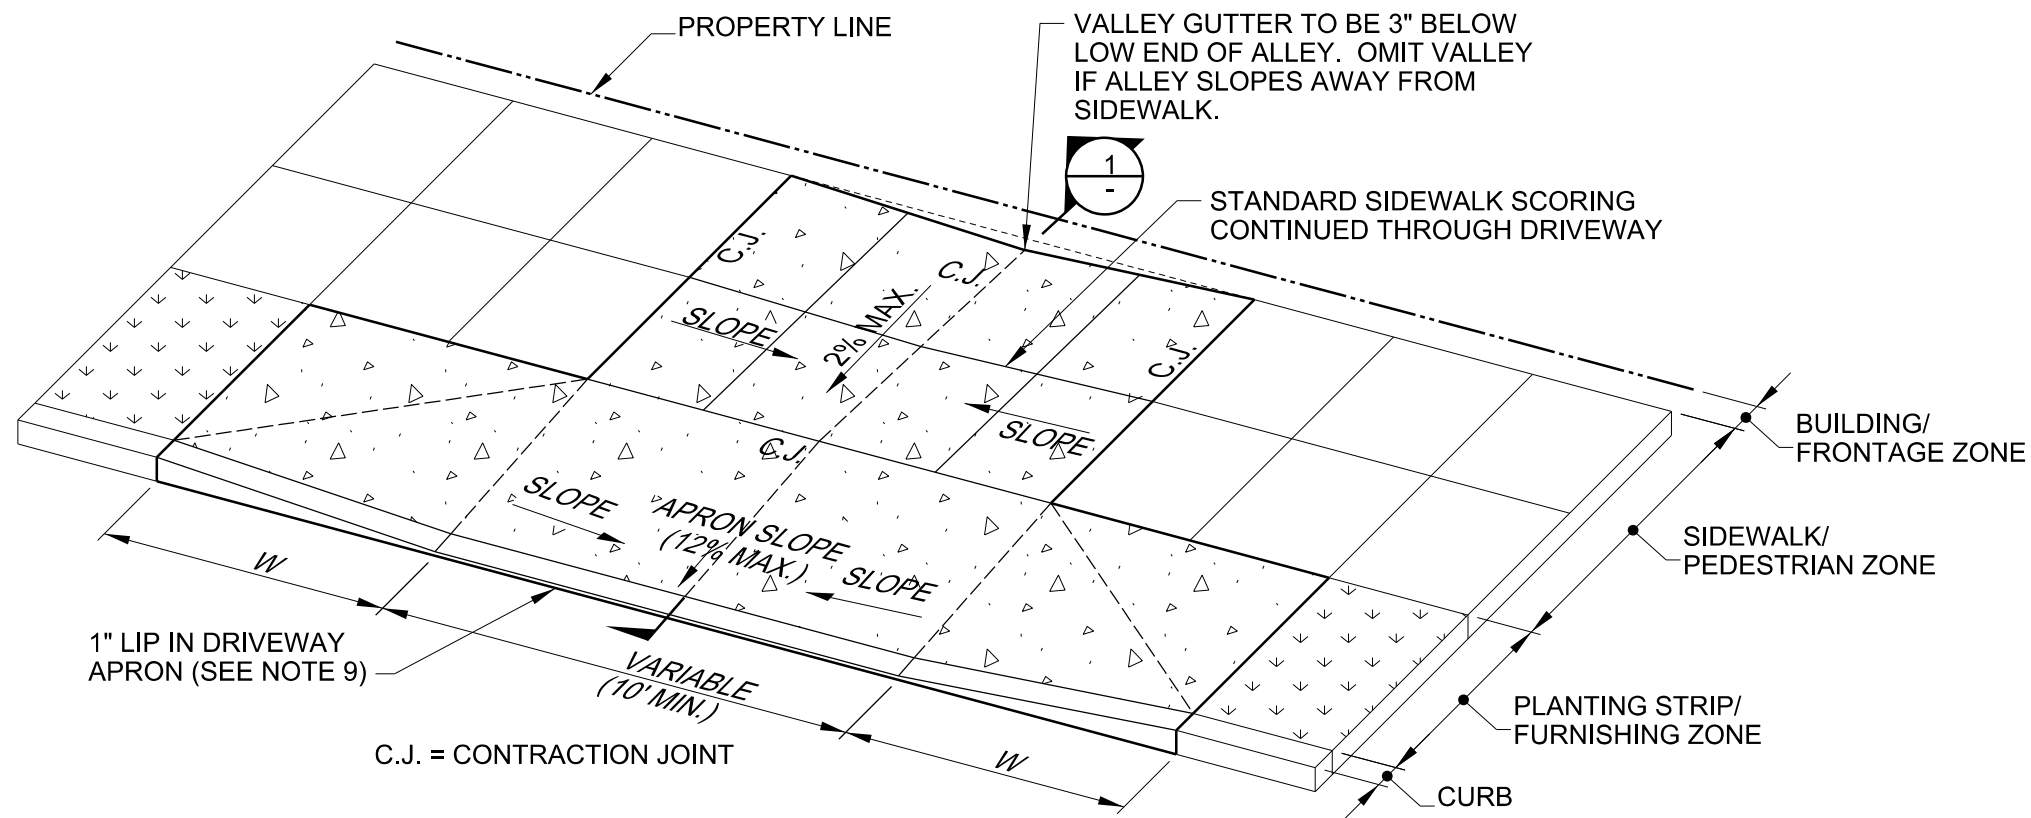 PROPERTY LINE
VALLEY GUTTER TO BE 3" BELOW
LOW END OF ALLEY. OMIT VALLEY
IF ALLEY SLOPES AWAY FROM
SIDEWALK.
1
-
STANDARD SIDEWALK SCORING
CONTINUED THROUGH DRIVEWAY
C.J.
C.J.
2% MAX.
SLOPE
C.J.
SLOPE
C.J.
SLOPE
APRON SLOPE
(12% MAX.)
SLOPE
BUILDING/
FRONTAGE ZONE
SIDEWALK/
PEDESTRIAN ZONE
PLANTING STRIP/
FURNISHING ZONE
CURB
W
VARIABLE
(10' MIN.)
W
1" LIP IN DRIVEWAY
APRON (SEE NOTE 9)
C.J. = CONTRACTION JOINT